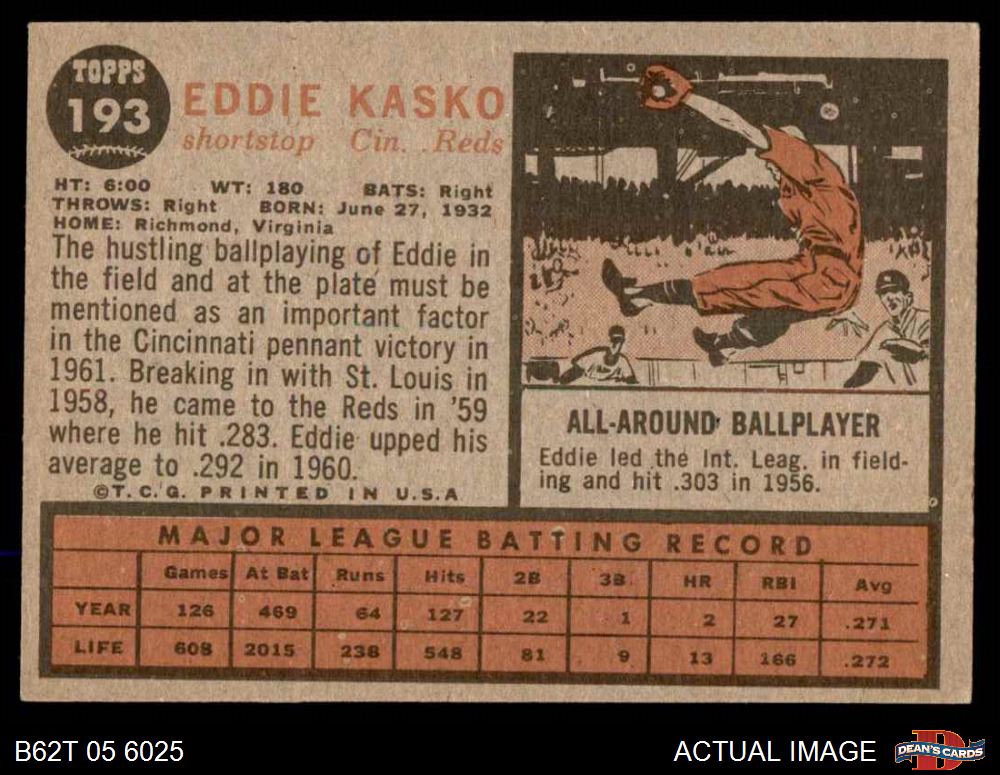 TOPPS
193
EDDIE KASKO
shortstop Cin. Reds
HT: 6:00 WT: 180 BATS: Right
THROWS: Right BORN: June 27, 1932
HOME: Richmond, Virginia
The hustling ballplaying of Eddie in
the field and at the plate must be
mentioned as an important factor
in the Cincinnati pennant victory in
1961. Breaking in with St. Louis in
1958, he came to the Reds in '59
where he hit .283. Eddie upped his
average to .292 in 1960.
©T.C.G. PRINTED IN U.S.A
ALL-AROUND BALLPLAYER
Eddie led the Int. Leag. in field-
ing and hit .303 in 1956.
MAJOR LEAGUE BATTING RECORD
Games At Bat Runs Hits 2B 3B HR RBI Avg
YEAR 126 469 64 127 22 1 2 27 .271
LIFE 608 2015 238 548 81 9 13 166 .272
B62T 05 6025
ACTUAL IMAGE
DEAN'S CARDS